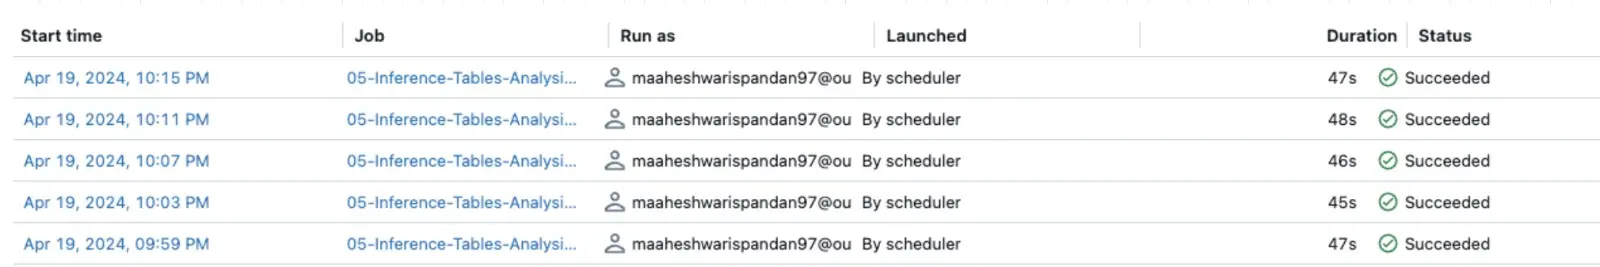 Start time Job Run as Launched Duration Status
Apr 19, 2024, 10:15 PM 05-Inference-Tables-Analysi... maaheshwarispandan97@ou By scheduler 47s Succeeded
Apr 19, 2024, 10:11 PM 05-Inference-Tables-Analysi... maaheshwarispandan97@ou By scheduler 48s Succeeded
Apr 19, 2024, 10:07 PM 05-Inference-Tables-Analysi... maaheshwarispandan97@ou By scheduler 46s Succeeded
Apr 19, 2024, 10:03 PM 05-Inference-Tables-Analysi... maaheshwarispandan97@ou By scheduler 45s Succeeded
Apr 19, 2024, 09:59 PM 05-Inference-Tables-Analysi... maaheshwarispandan97@ou By scheduler 47s Succeeded